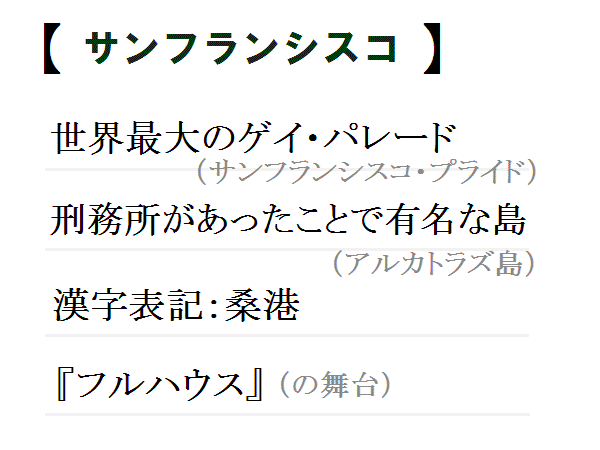 【 サンフランシスコ 】
世界最大のゲイ・パレード
（サンフランシスコ・プライド）
刑務所があったことで有名な島
（アルカトラズ島）
漢字表記：桑港
『フルハウス』（の舞台）